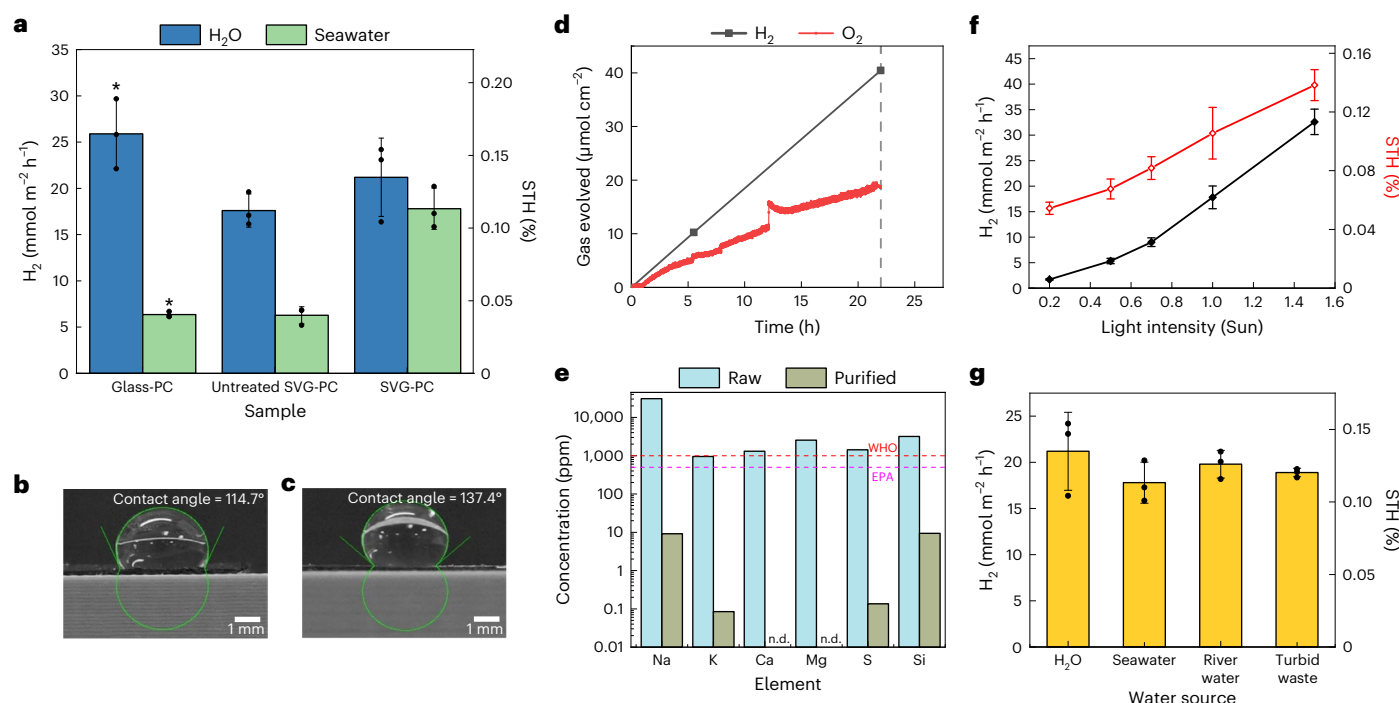 a
H2O
Seawater
35
30
25
20
15
10
5
0
H2 (mmol m−2 h−1)
*
*
0.20
0.15
0.10
0.05
0
STH (%)
Glass-PC
Untreated SVG-PC
SVG-PC
Sample
b
Contact angle = 114.7°
1 mm
c
Contact angle = 137.4°
1 mm
d
H2
O2
40
30
20
10
0
Gas evolved (μmol cm−2)
0
5
10
15
20
25
Time (h)
e
Raw
Purified
10,000
1,000
100
10
1
0.1
0.01
Concentration (ppm)
WHO
EPA
n.d.
n.d.
Na
K
Ca
Mg
S
Si
Element
f
45
40
35
30
25
20
15
10
5
0
H2 (mmol m−2 h−1)
0.16
0.12
0.08
0.04
0
STH (%)
0.2
0.4
0.6
0.8
1.0
1.2
1.4
1.6
Light intensity (Sun)
g
25
20
15
10
5
0
H2 (mmol m−2 h−1)
0.15
0.10
0.05
0
STH (%)
H2O
Seawater
River
water
Turbid
waste
Water source